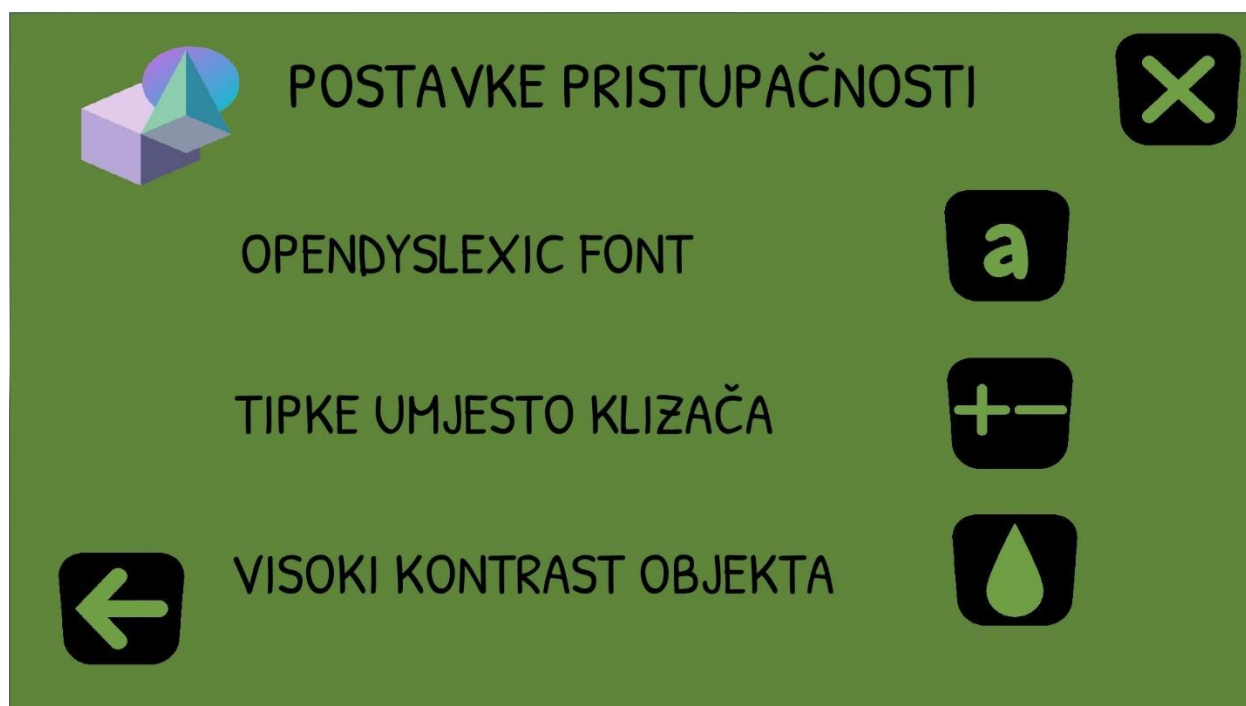 POSTAVKE PRISTUPAČNOSTI
OPENDYSLEXIC FONT
a
TIPKE UMJESTO KLIZAČA
+-
VISOKI KONTRAST OBJEKTA